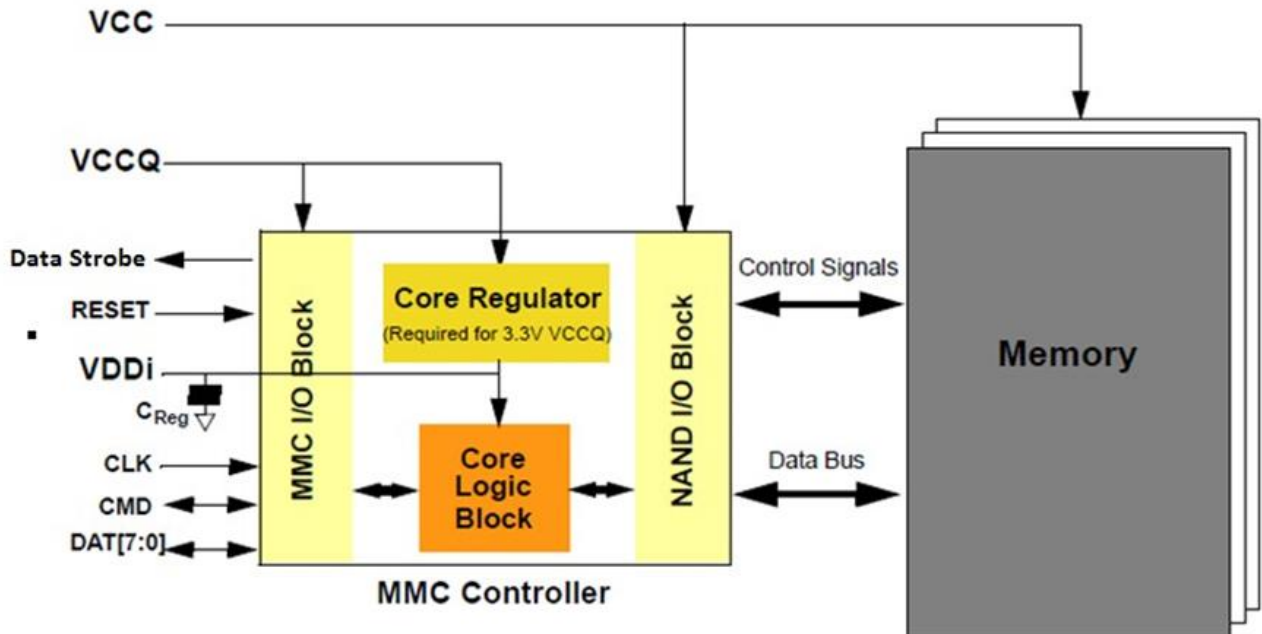 VCC
VCCQ
Data Strobe
RESET
VDDi
CReg
CLK
CMD
DAT[7:0]
MMC I/O Block
Core Regulator
(Required for 3.3V VCCQ)
Core
Logic
Block
NAND I/O Block
MMC Controller
Control Signals
Data Bus
Memory